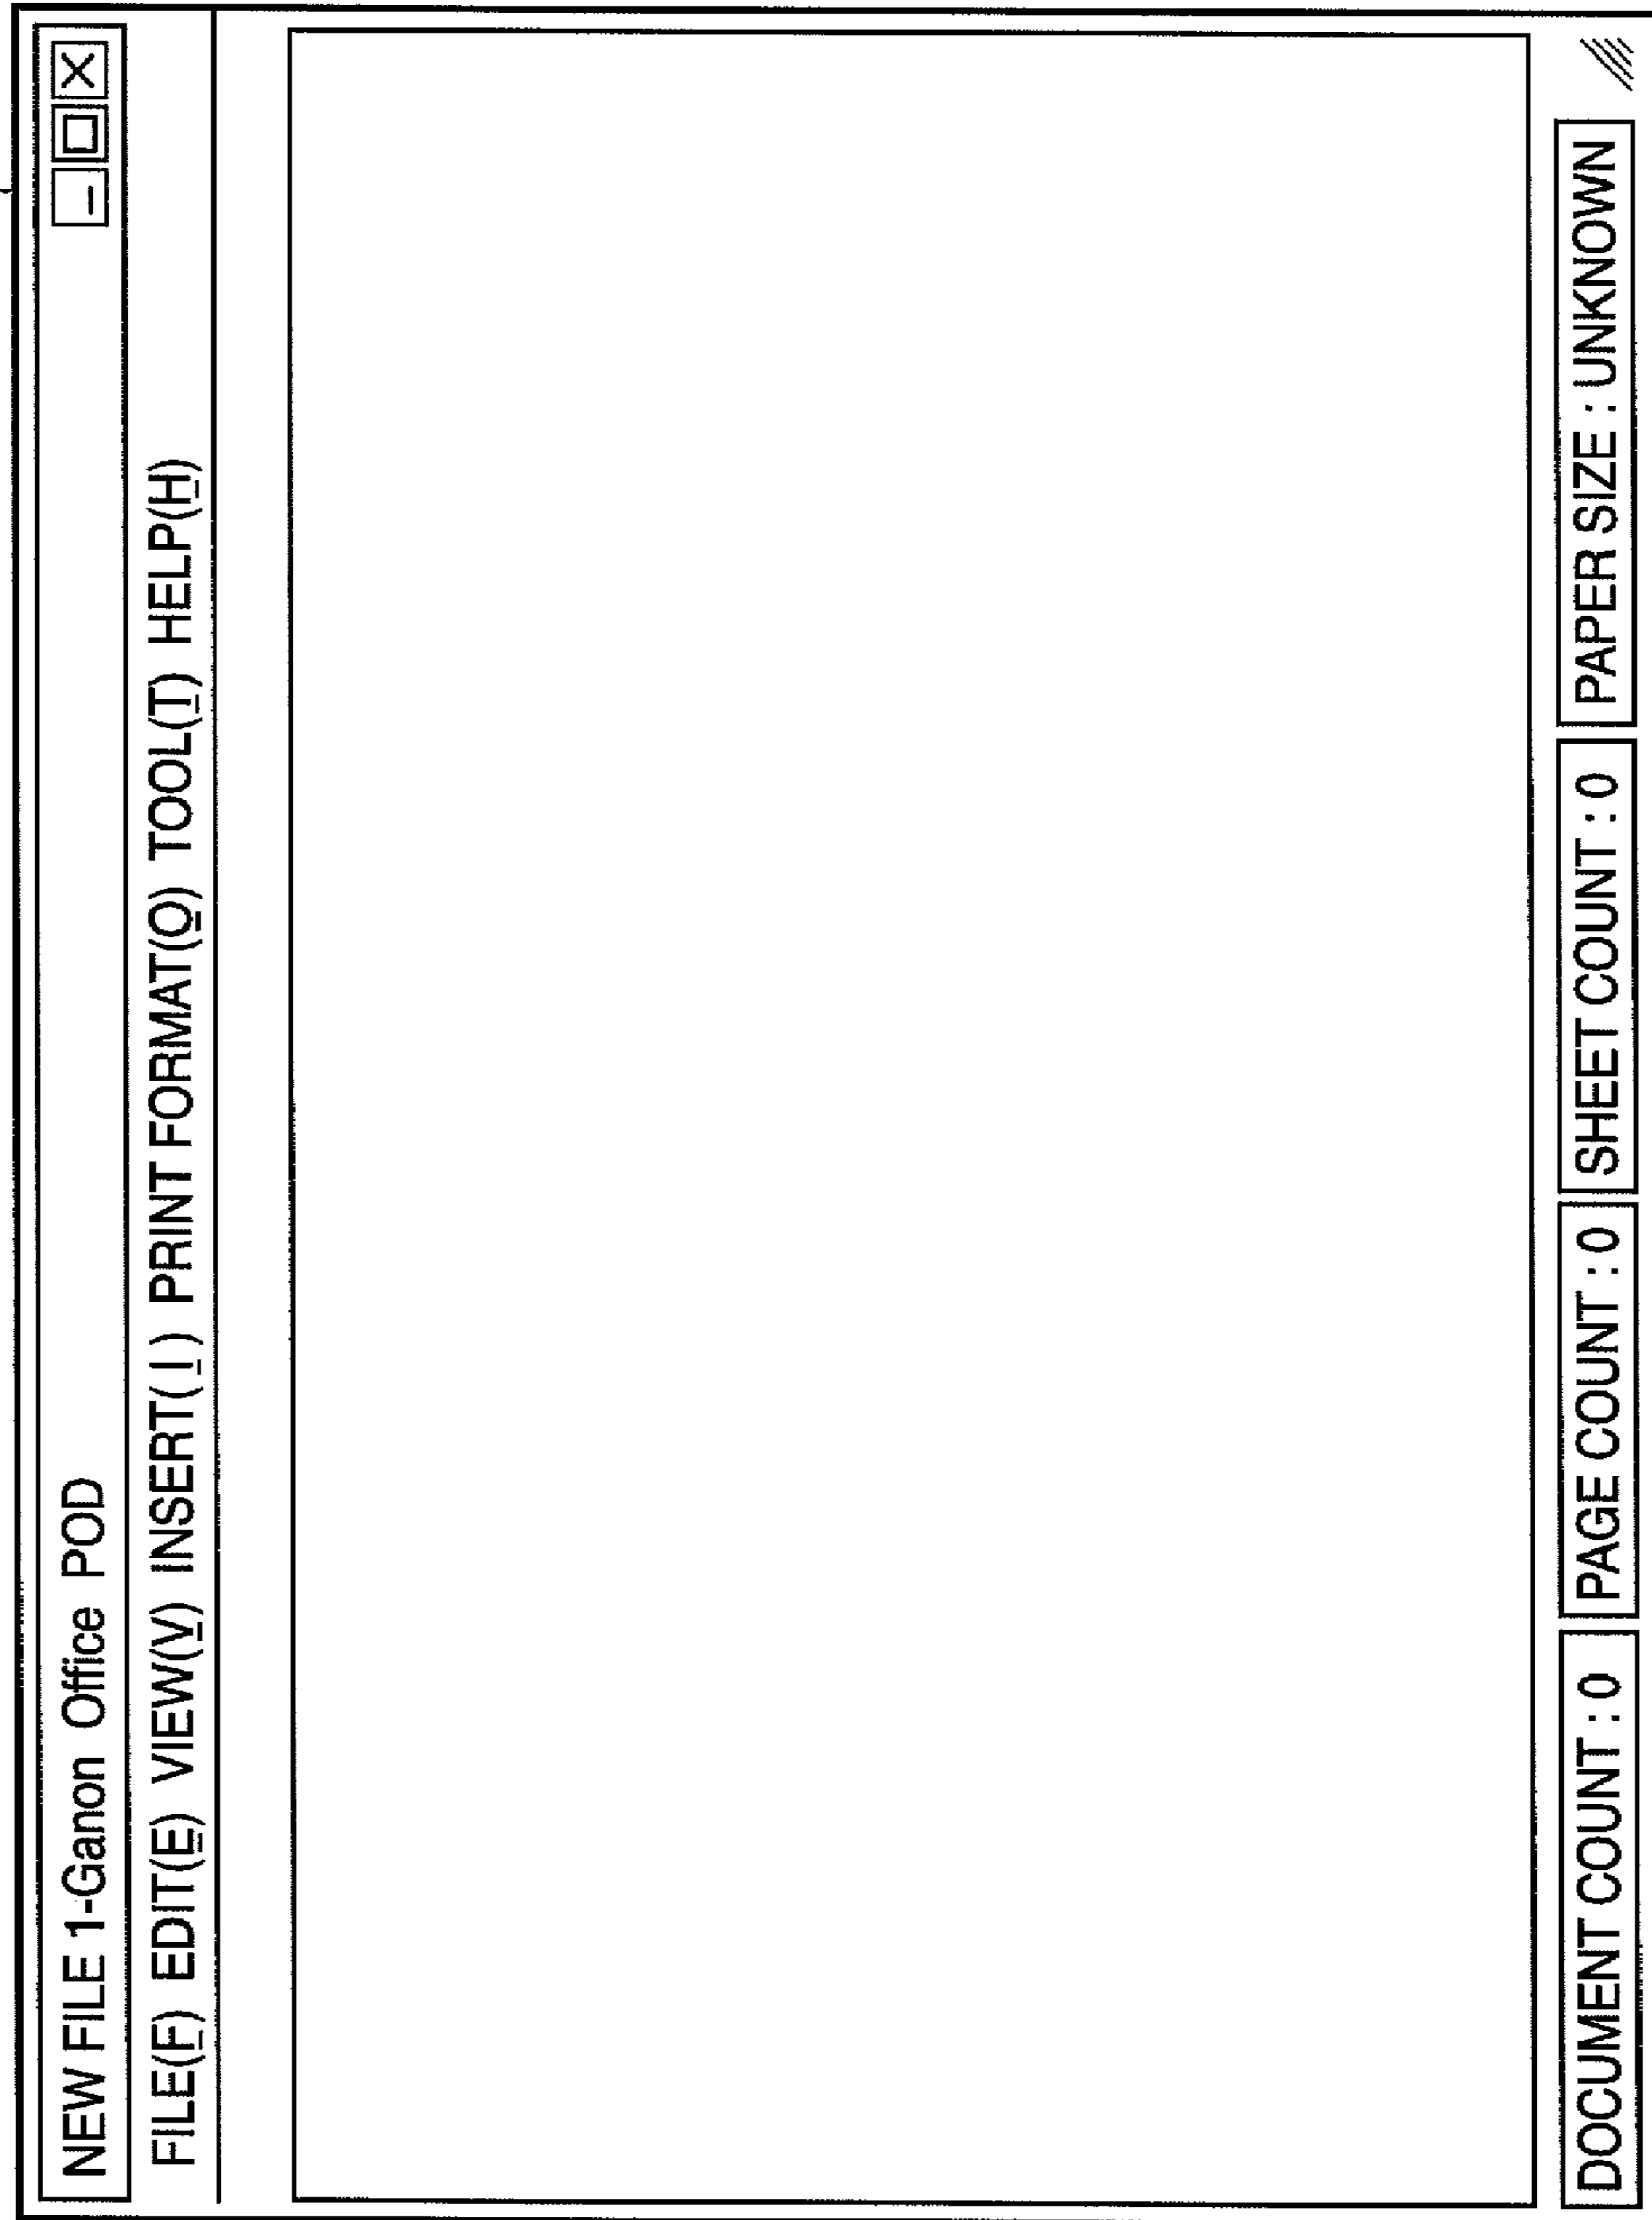 NEW FILE 1-Ganon Office POD
FILE(F) EDIT(E) VIEW(V) INSERT(I) PRINT FORMAT(O) TOOL(T) HELP(H)
DOCUMENT COUNT : 0 PAGE COUNT : 0 SHEET COUNT : 0 PAPER SIZE : UNKNOWN